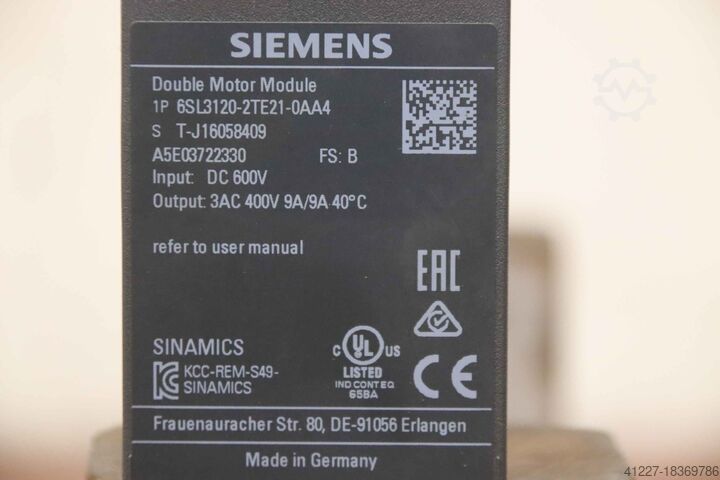 SIEMENS
Double Motor Module
1P 6SL3120-2TE21-0AA4
S T-J16058409
A5E03722330 FS: B
Input: DC 600V
Output: 3AC 400V 9A/9A 40°C
refer to user manual
EAC
SINAMICS
KCC-REM-S49-
SINAMICS
C UL US
LISTED
IND CONT EQ
65BA
CE
Frauenauracher Str. 80, DE-91056 Erlangen
Made in Germany
41227-18369786